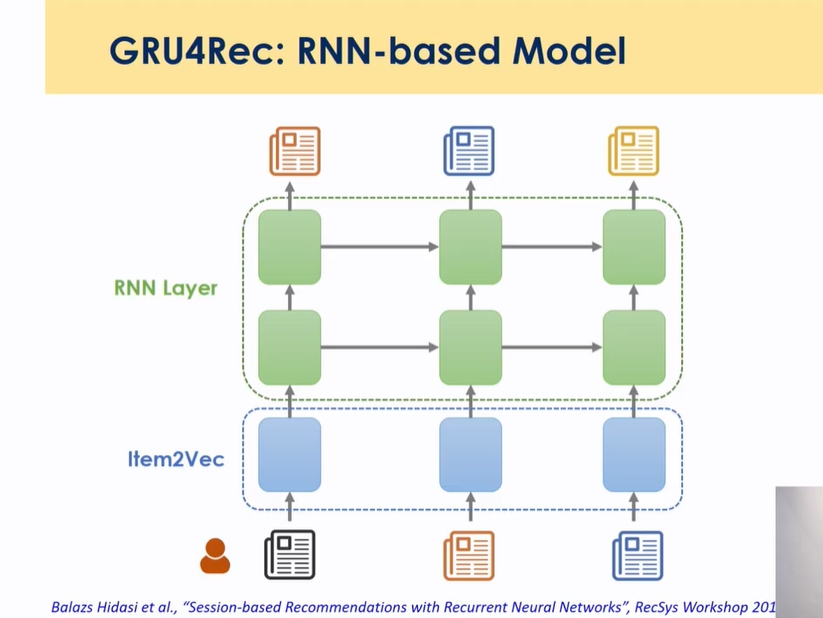 GRU4Rec: RNN-based Model
RNN Layer
Item2Vec
Balazs Hidasi et al., “Session-based Recommendations with Recurrent Neural Networks”, RecSys Workshop 201